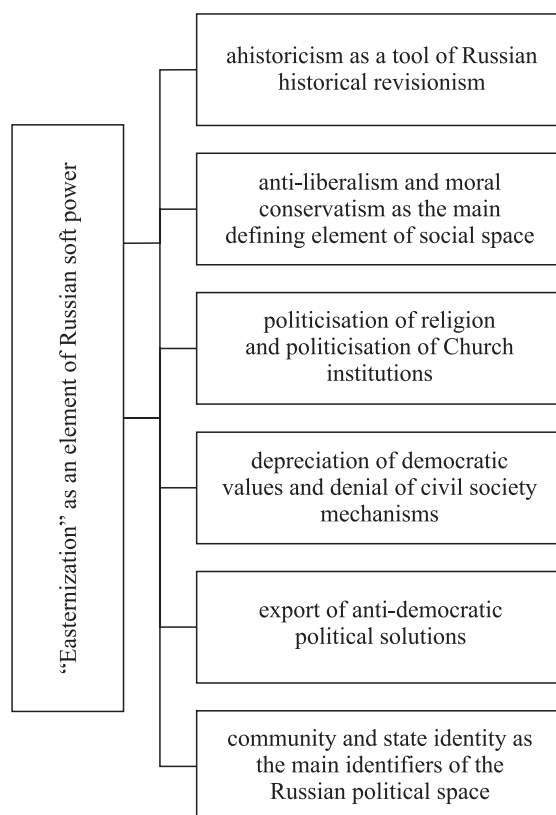 “Easternization” as an element of Russian soft power
ahistoricism as a tool of Russian
historical revisionism
anti-liberalism and moral
conservatism as the main
defining element of social space
politicisation of religion
and politicisation of Church
institutions
depreciation of democratic
values and denial of civil society
mechanisms
export of anti-democratic
political solutions
community and state identity as
the main identifiers of the
Russian political space